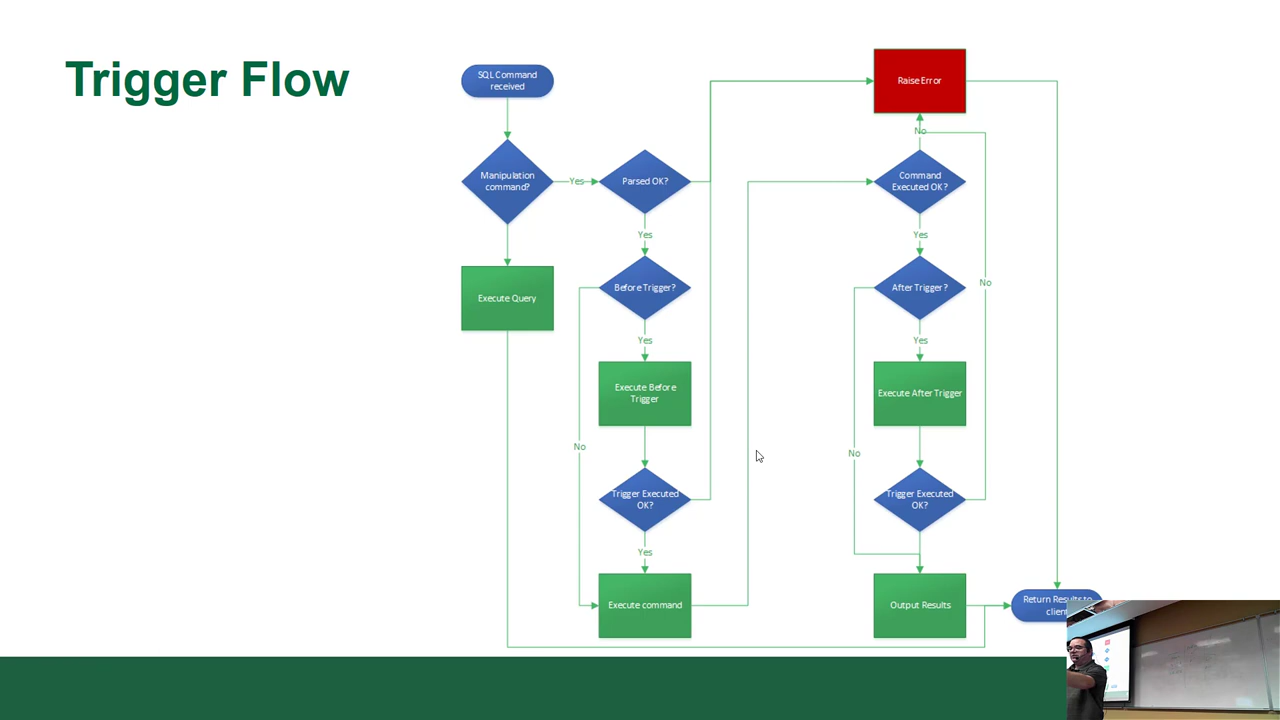 Trigger Flow
SQL Command
received
Manipulation
command?
Yes
Execute Query
Parsed OK?
Yes
Before Trigger?
Yes
No
Execute Before
Trigger
Trigger Executed
OK?
Yes
Execute command
Raise Error
No
Command
Executed OK?
Yes
After Trigger?
Yes
No
No
Execute After Trigger
Trigger Executed
OK?
Output Results
Return Results to